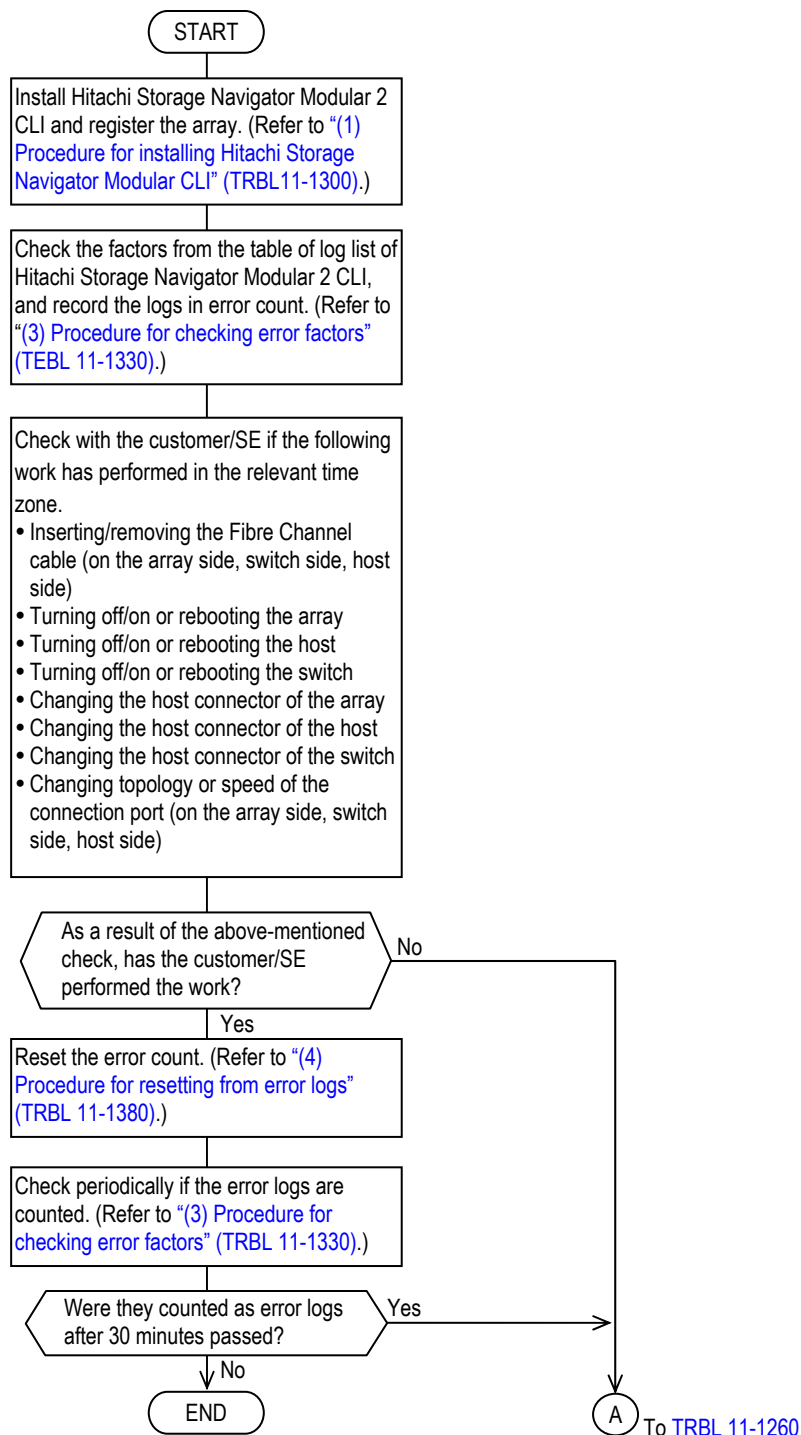 START
Install Hitachi Storage Navigator Modular 2
CLI and register the array. (Refer to “(1)
Procedure for installing Hitachi Storage
Navigator Modular CLI” (TRBL11-1300).)
Check the factors from the table of log list of
Hitachi Storage Navigator Modular 2 CLI,
and record the logs in error count. (Refer to
“(3) Procedure for checking error factors”
(TEBL 11-1330).)
Check with the customer/SE if the following
work has performed in the relevant time
zone.
• Inserting/removing the Fibre Channel
cable (on the array side, switch side, host
side)
• Turning off/on or rebooting the array
• Turning off/on or rebooting the host
• Turning off/on or rebooting the switch
• Changing the host connector of the array
• Changing the host connector of the host
• Changing the host connector of the switch
• Changing topology or speed of the
connection port (on the array side, switch
side, host side)
As a result of the above-mentioned
check, has the customer/SE
performed the work?
No
Yes
Reset the error count. (Refer to “(4)
Procedure for resetting from error logs”
(TRBL 11-1380).)
Check periodically if the error logs are
counted. (Refer to “(3) Procedure for
checking error factors” (TRBL 11-1330).)
Were they counted as error logs
after 30 minutes passed?
Yes
No
END
A
To TRBL 11-1260